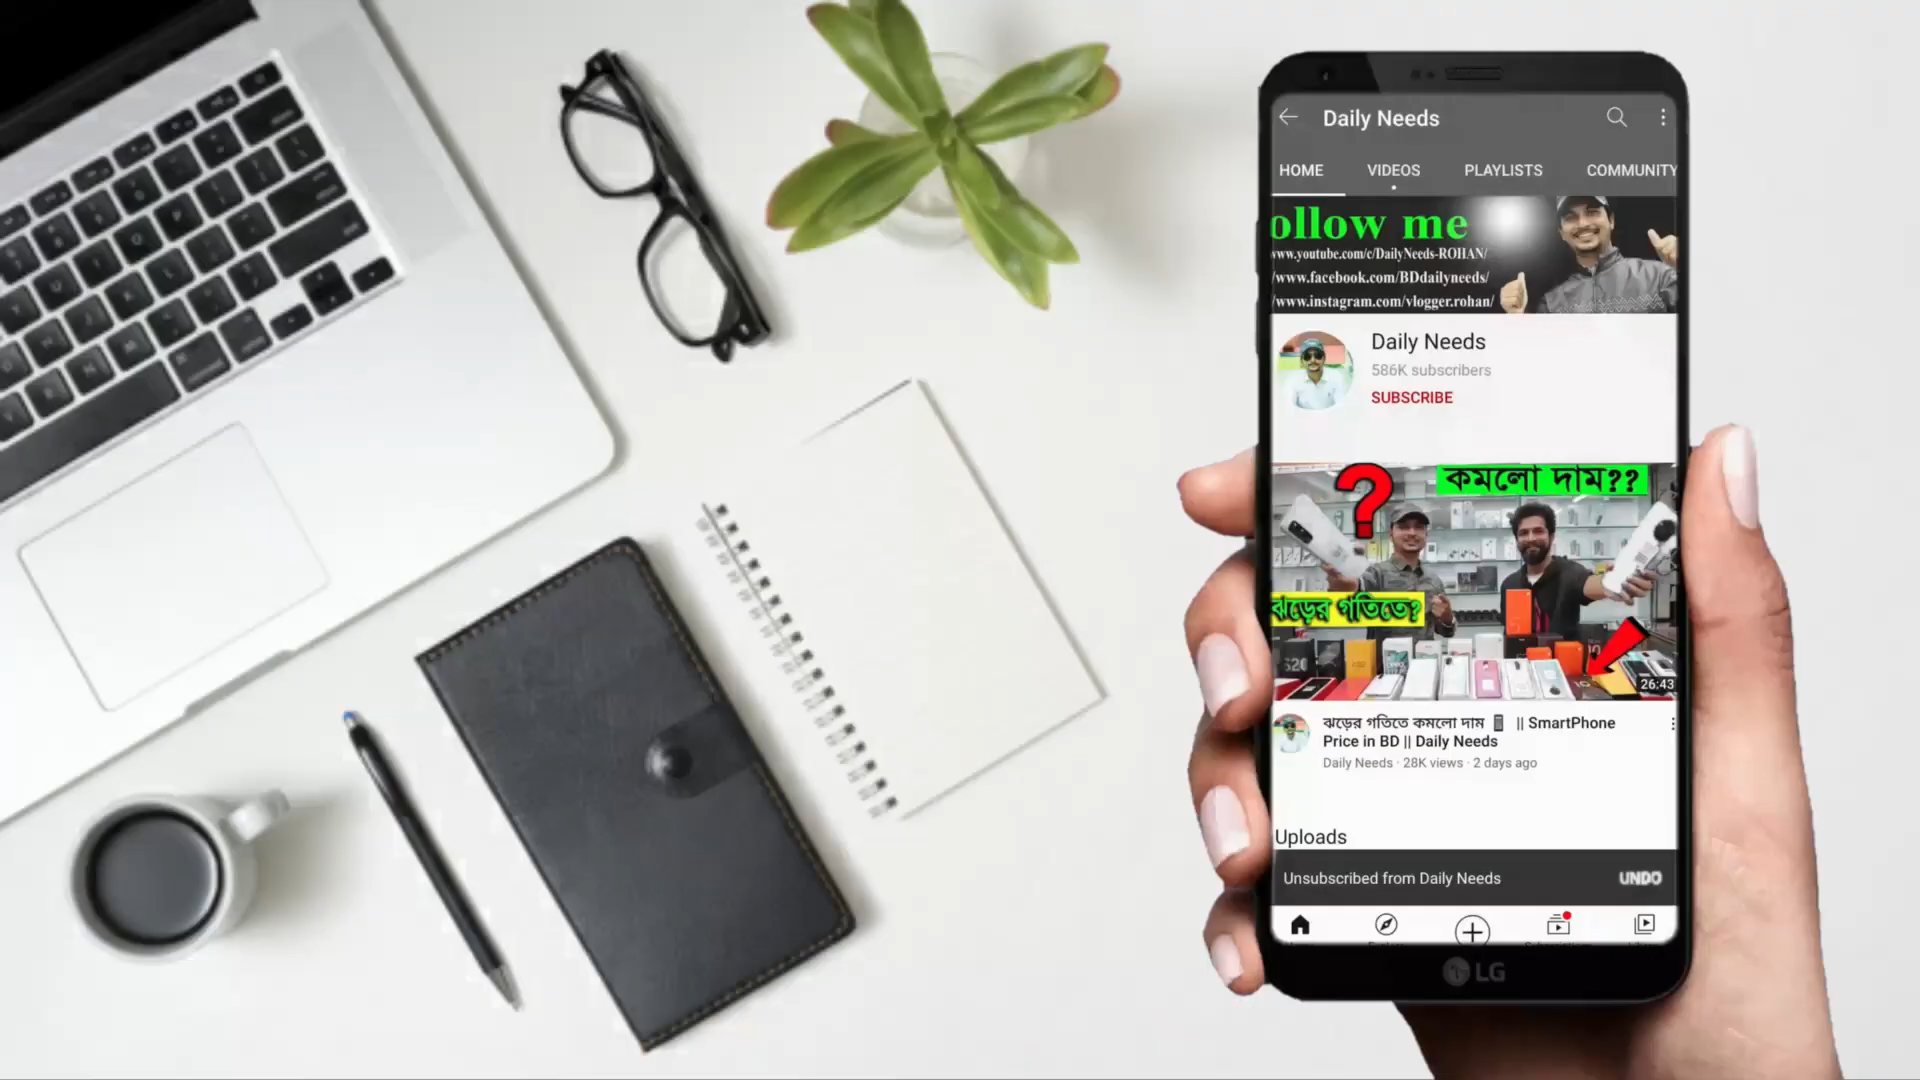 Daily Needs
HOME VIDEOS PLAYLISTS COMMUNITY
ollow me
www.youtube.com/c/DailyNeeds-ROHAN/
/www.facebook.com/BDdailyneeds/
/www.instagram.com/vlogger.rohan/
Daily Needs
586K subscribers
SUBSCRIBE
?
কমলো দাম??
ঝড়ের গতিতে?
S20
26:43
ঝড়ের গতিতে কমলো দাম || SmartPhone
Price in BD || Daily Needs
Daily Needs · 28K views · 2 days ago
Uploads
Unsubscribed from Daily Needs UNDO
LG